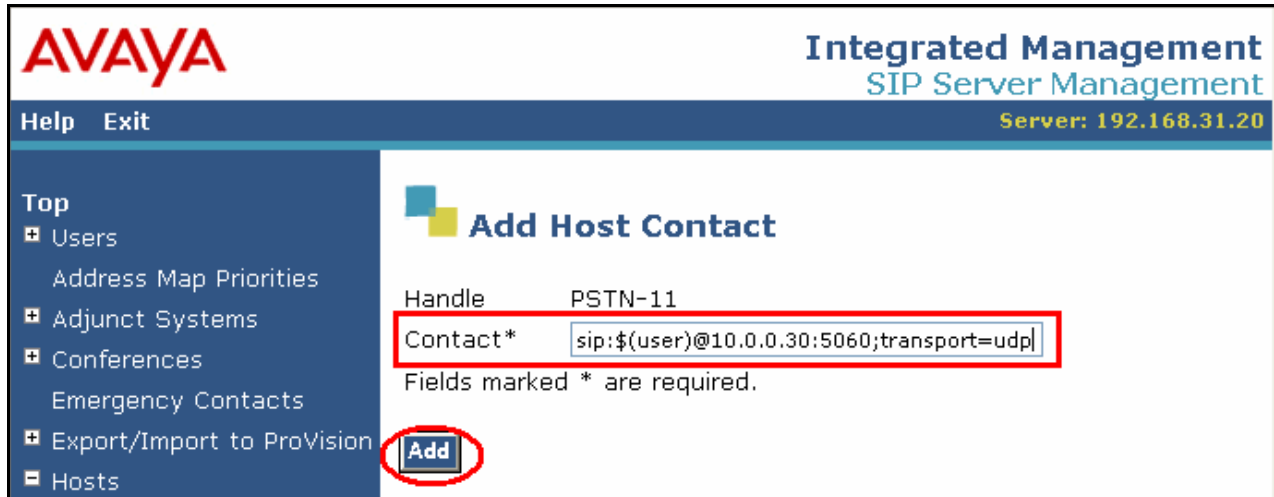 AVAYA
Integrated Management
SIP Server Management
Help Exit
Server: 192.168.31.20
Top
Users
Address Map Priorities
Adjunct Systems
Conferences
Emergency Contacts
Export/Import to ProVision
Hosts
Add Host Contact
Handle PSTN-11
Contact* sip:$(user)@10.0.0.30:5060;transport=udp
Fields marked * are required.
Add